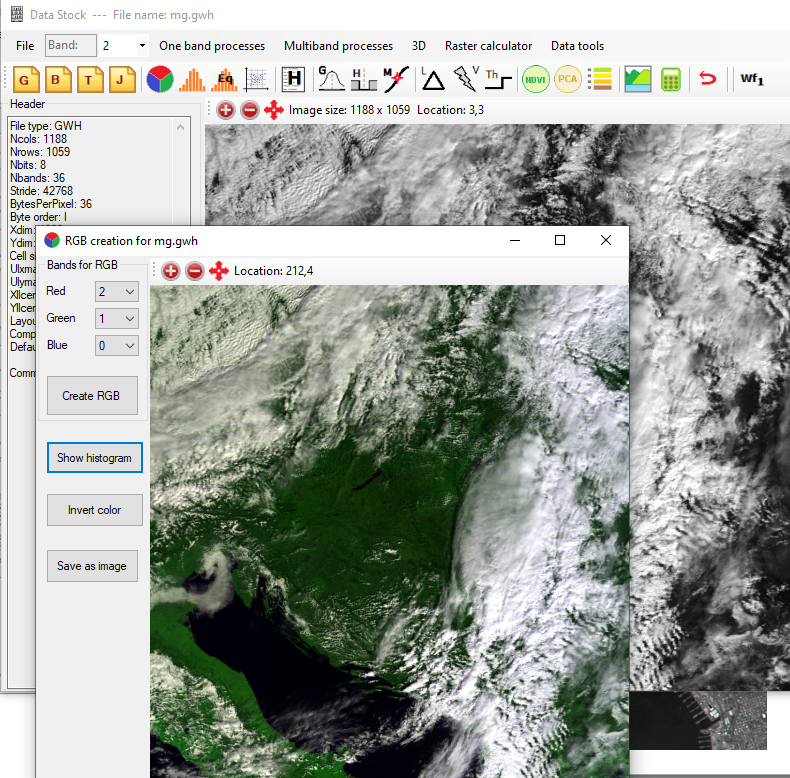 Data Stock --- File name: mg.gwh
File Band: 2 One band processes Multiband processes 3D Raster calculator Data tools
G B T J Eq H G H M L V Th NDVI PCA Wf1
Header
Image size: 1188 x 1059 Location: 3,3
File type: GWH
Ncols: 1188
Nrows: 1059
Nbits: 8
Nbands: 36
Stride: 42768
BytesPerPixel: 36
Byte order: I
Xdim:
Ydim:
Cell si
Ulxma
Ulyma
Xllcer
Yllcer
Layou
Comp
Defau
Comm
RGB creation for mg.gwh
Bands for RGB
Location: 212,4
Red 2
Green 1
Blue 0
Create RGB
Show histogram
Invert color
Save as image